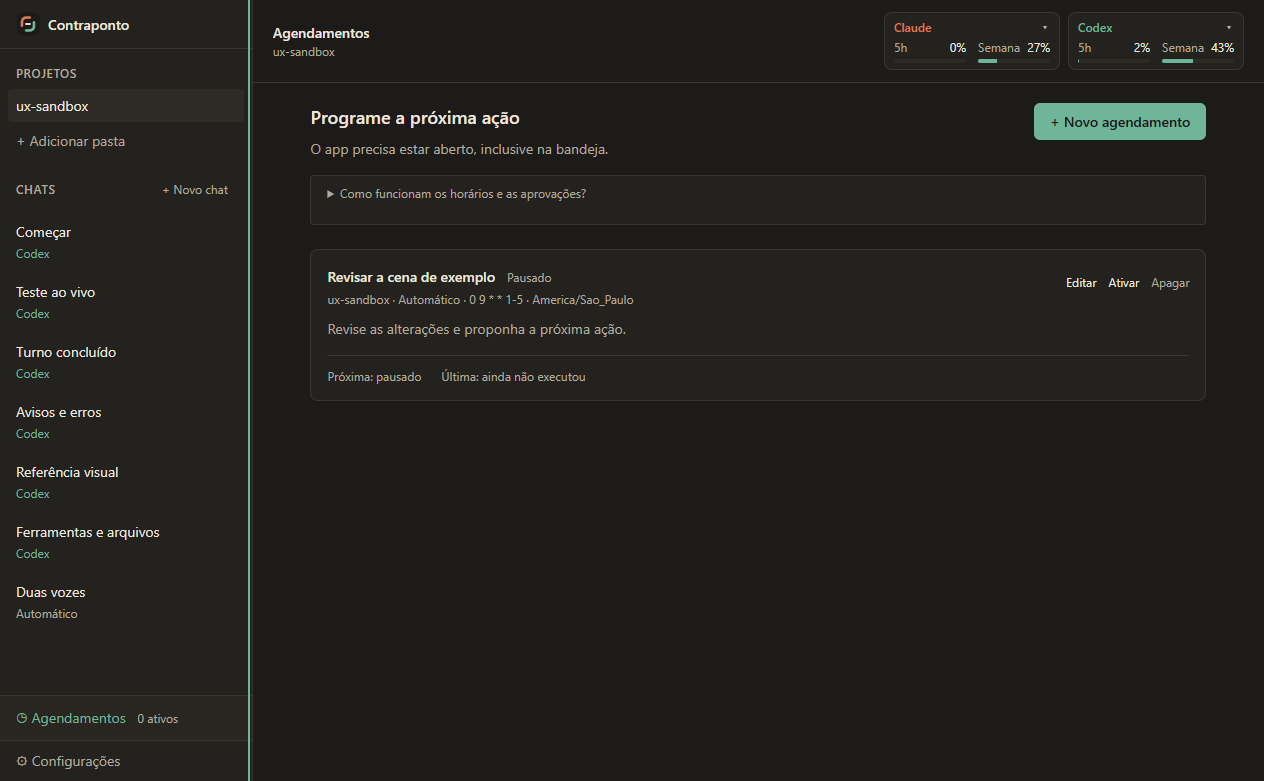 Contraponto
PROJETOS
ux-sandbox
+ Adicionar pasta
CHATS + Novo chat
Começar
Codex
Teste ao vivo
Codex
Turno concluído
Codex
Avisos e erros
Codex
Referência visual
Codex
Ferramentas e arquivos
Codex
Duas vozes
Automático
Agendamentos 0 ativos
Configurações
Agendamentos
ux-sandbox
Claude
5h 0% Semana 27%
Codex
5h 2% Semana 43%
Programe a próxima ação
O app precisa estar aberto, inclusive na bandeja.
+ Novo agendamento
Como funcionam os horários e as aprovações?
Revisar a cena de exemplo Pausado
ux-sandbox · Automático · 0 9 * * 1-5 · America/Sao_Paulo
Editar Ativar Apagar
Revise as alterações e proponha a próxima ação.
Próxima: pausado Última: ainda não executou